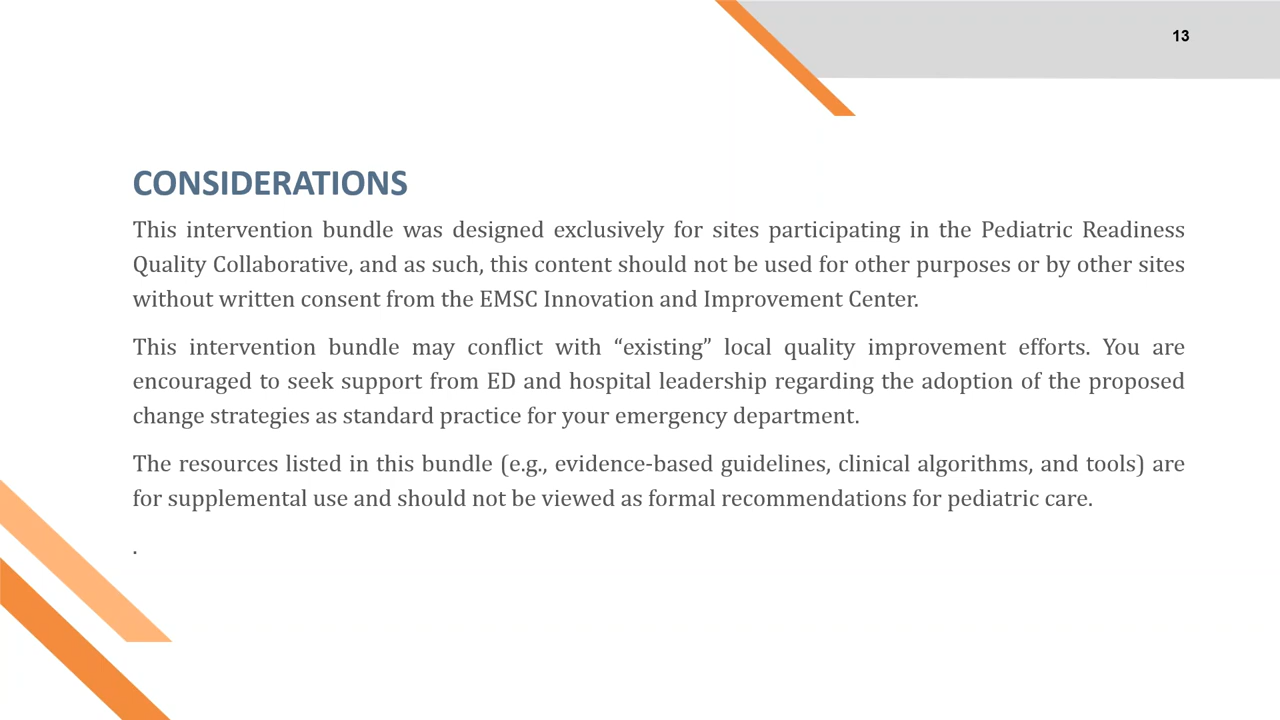 13
CONSIDERATIONS
This intervention bundle was designed exclusively for sites participating in the Pediatric Readiness
Quality Collaborative, and as such, this content should not be used for other purposes or by other sites
without written consent from the EMSC Innovation and Improvement Center.
This intervention bundle may conflict with “existing” local quality improvement efforts. You are
encouraged to seek support from ED and hospital leadership regarding the adoption of the proposed
change strategies as standard practice for your emergency department.
The resources listed in this bundle (e.g., evidence-based guidelines, clinical algorithms, and tools) are
for supplemental use and should not be viewed as formal recommendations for pediatric care.
.